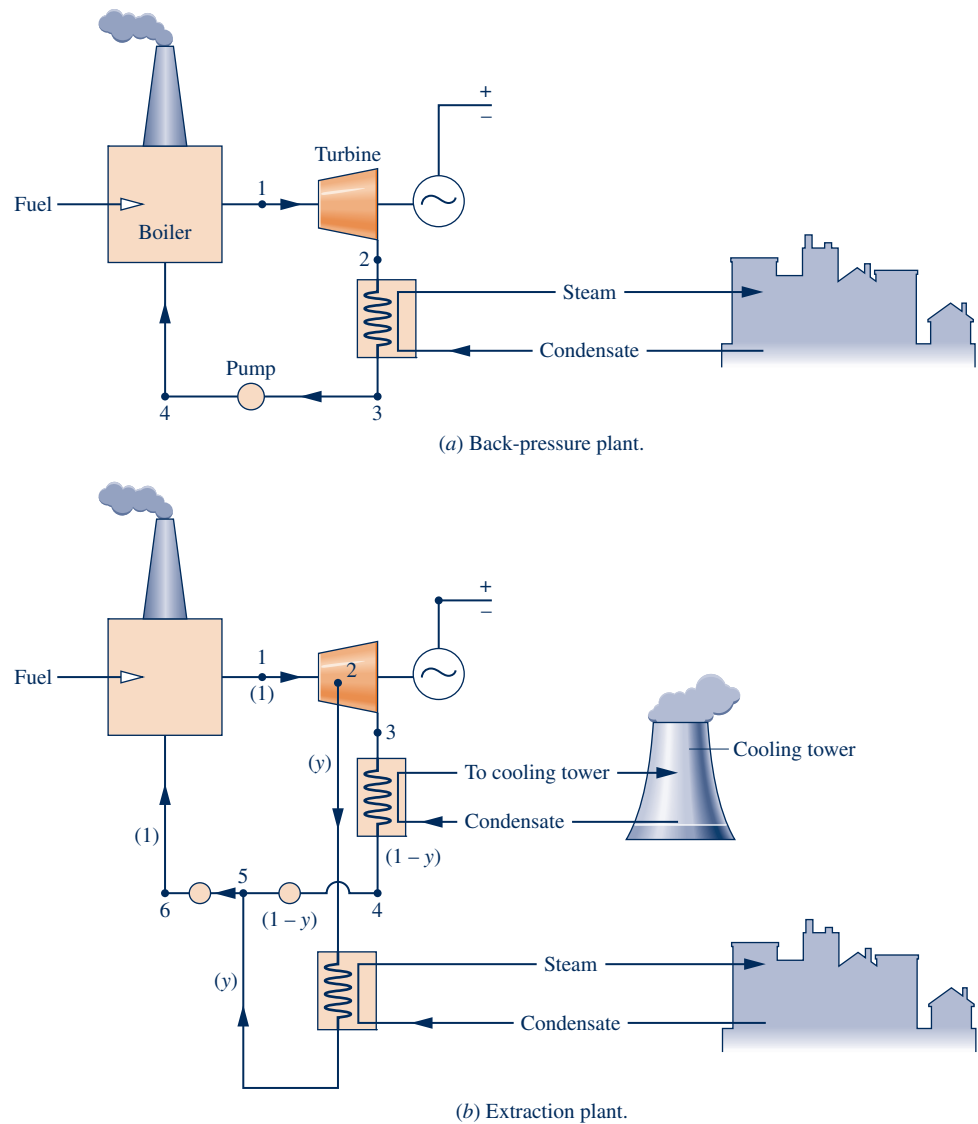 +
−
Turbine
1
Fuel
Boiler
2
Steam
Pump
Condensate
4
3
(a) Back-pressure plant.
+
−
1
2
Fuel
(1)
3
Cooling tower
(y)
To cooling tower
Condensate
(1)
(1 – y)
5
6
(1 – y)
4
(y)
Steam
Condensate
(b) Extraction plant.